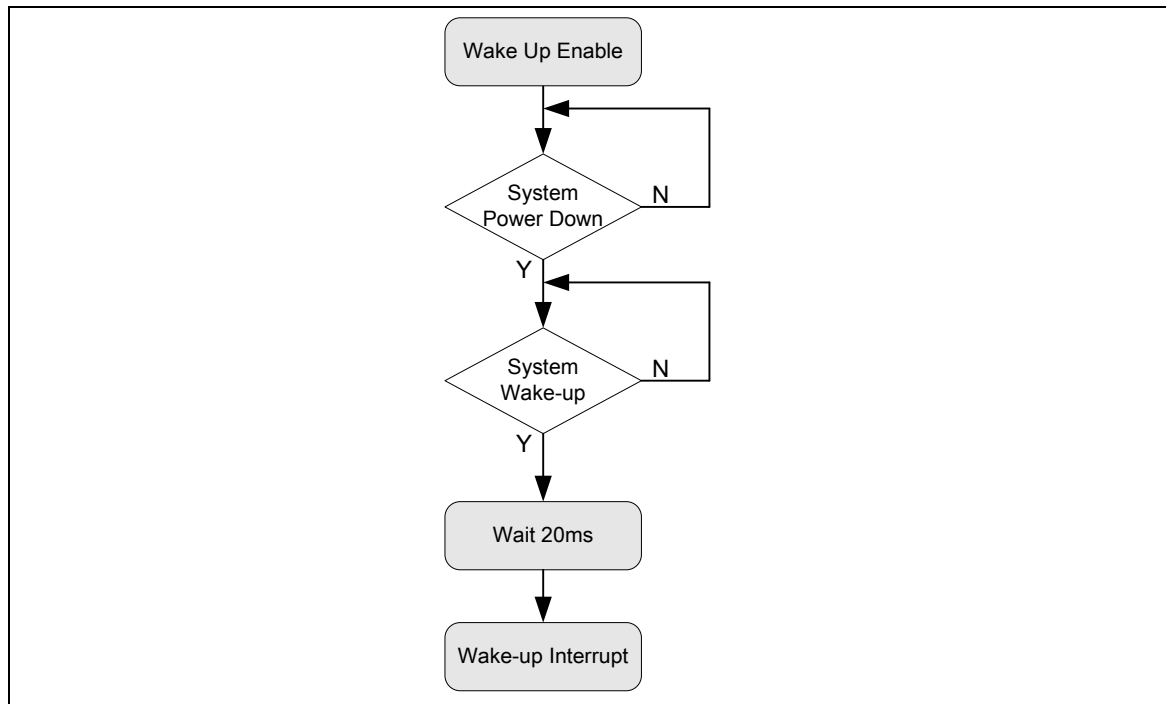 Wake Up Enable
System
Power Down
N
Y
System
Wake-up
N
Y
Wait 20ms
Wake-up Interrupt